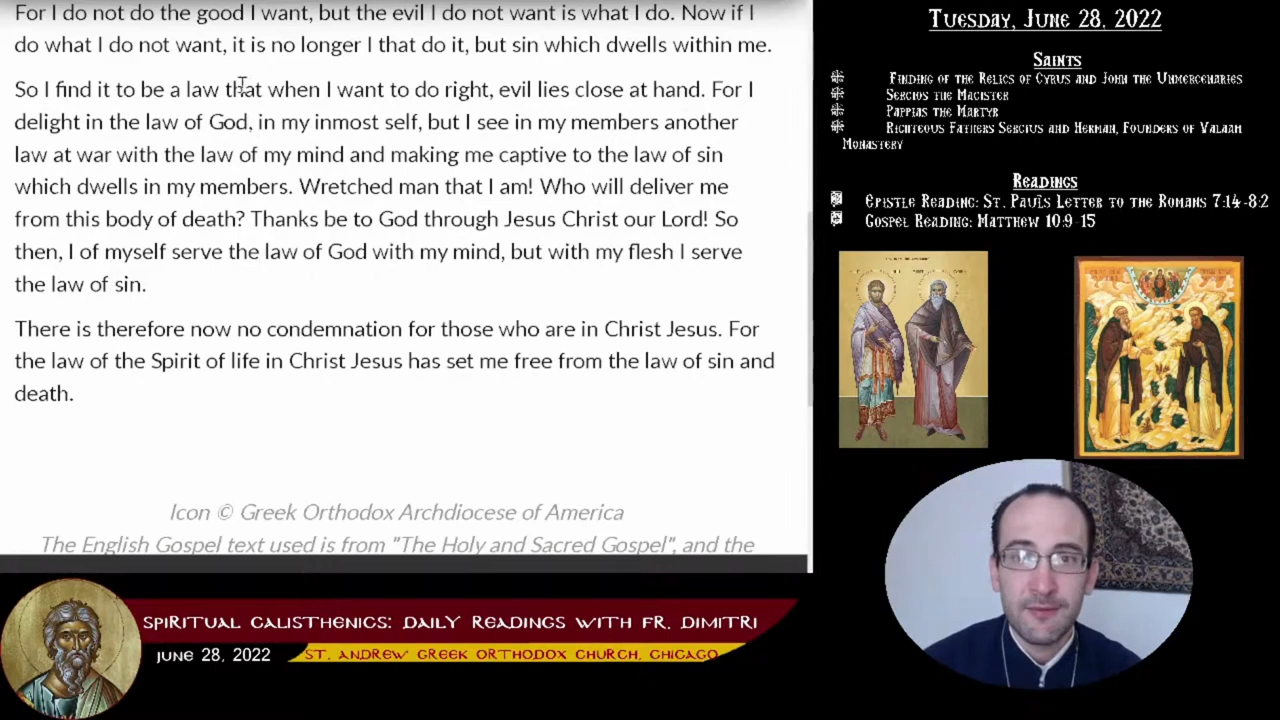 For I do not do the good I want, but the evil I do not want is what I do. Now if I
do what I do not want, it is no longer I that do it, but sin which dwells within me.
So I find it to be a law that when I want to do right, evil lies close at hand. For I
delight in the law of God, in my inmost self, but I see in my members another
law at war with the law of my mind and making me captive to the law of sin
which dwells in my members. Wretched man that I am! Who will deliver me
from this body of death? Thanks be to God through Jesus Christ our Lord! So
then, I of myself serve the law of God with my mind, but with my flesh I serve
the law of sin.
There is therefore now no condemnation for those who are in Christ Jesus. For
the law of the Spirit of life in Christ Jesus has set me free from the law of sin and
death.
Icon © Greek Orthodox Archdiocese of America
The English Gospel text used is from "The Holy and Sacred Gospel", and the
Tuesday, June 28, 2022
Saints
Finding of the Relics of Cyrus and John the Unmercenaries
Sergios the Magister
Pappias the Martyr
Righteous Fathers Sergius and Herman, Founders of Valaam
Monastery
Readings
Epistle Reading: St. Paul's Letter to the Romans 7:14-8:2
Gospel Reading: Matthew 10:9-15
SPIRITUAL CALISTHENICS: DAILY READINGS WITH FR. DIMITRI
JUNE 28, 2022
ST. ANDREW GREEK ORTHODOX CHURCH, CHICAGO